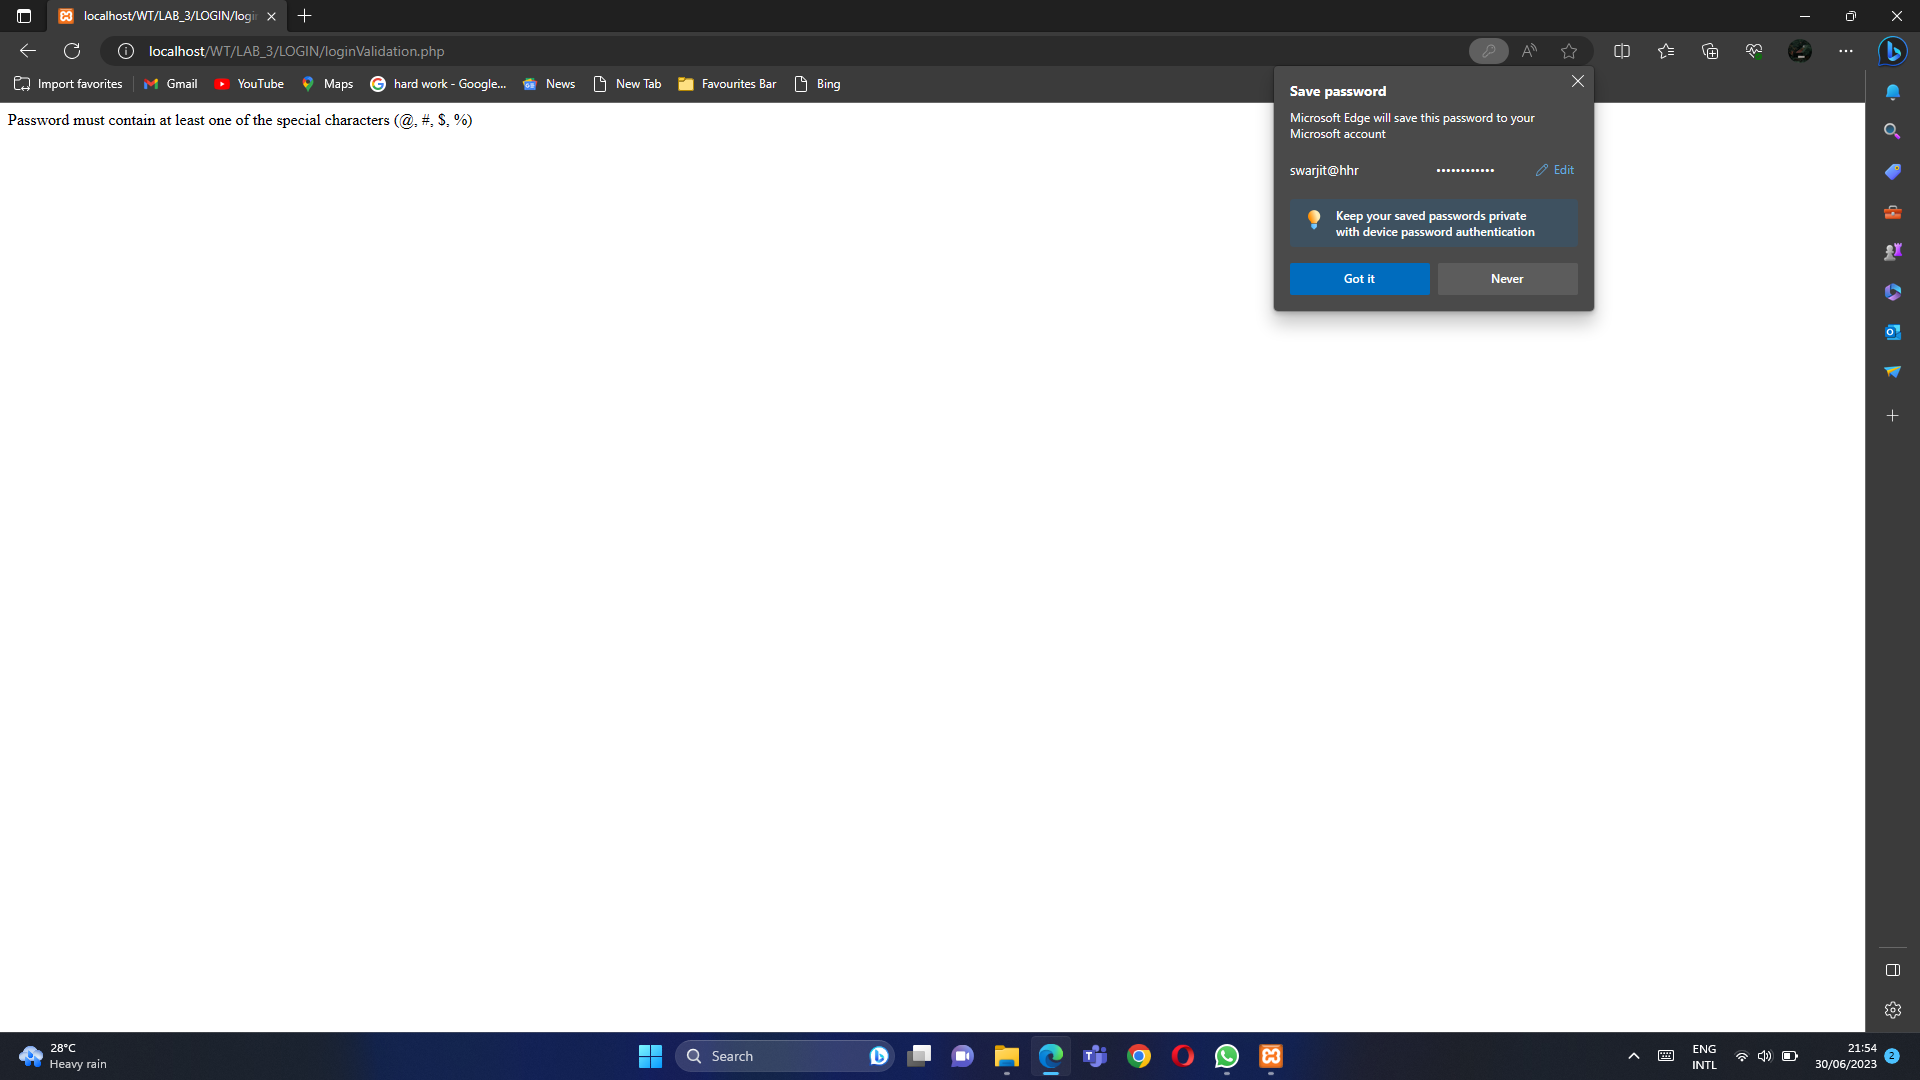 localhost/WT/LAB_3/LOGIN/logi
localhost/WT/LAB_3/LOGIN/loginValidation.php
Import favorites
Gmail
YouTube
Maps
hard work - Google...
News
New Tab
Favourites Bar
Bing
Password must contain at least one of the special characters (@, #, $, %)
Save password
Microsoft Edge will save this password to your
Microsoft account
swarjit@hhr
••••••••••••
Edit
Keep your saved passwords private
with device password authentication
Got it
Never
28°C
Heavy rain
Search
ENG
INTL
21:54
30/06/2023
2